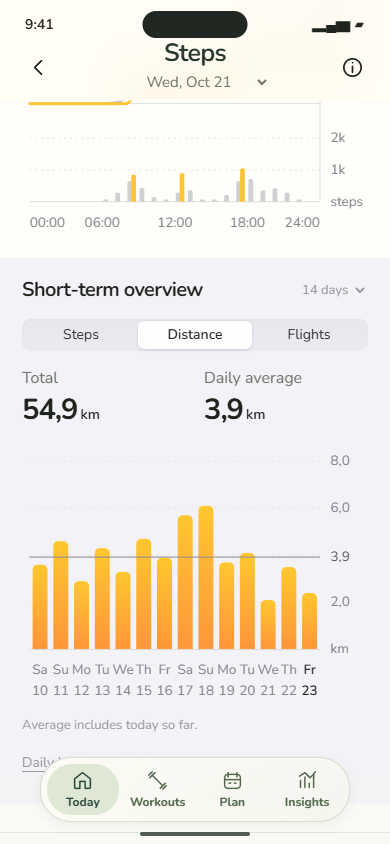 9:41
Steps
Wed, Oct 21
2k
1k
steps
00:00 06:00 12:00 18:00 24:00
Short-term overview
14 days
Steps Distance Flights
Total Daily average
54,9 km 3,9 km
8,0
6,0
3,9
2,0
km
Sa Su Mo Tu We Th Fr Sa Su Mo Tu We Th Fr
10 11 12 13 14 15 16 17 18 19 20 21 22 23
Average includes today so far.
Daily
Today Workouts Plan Insights